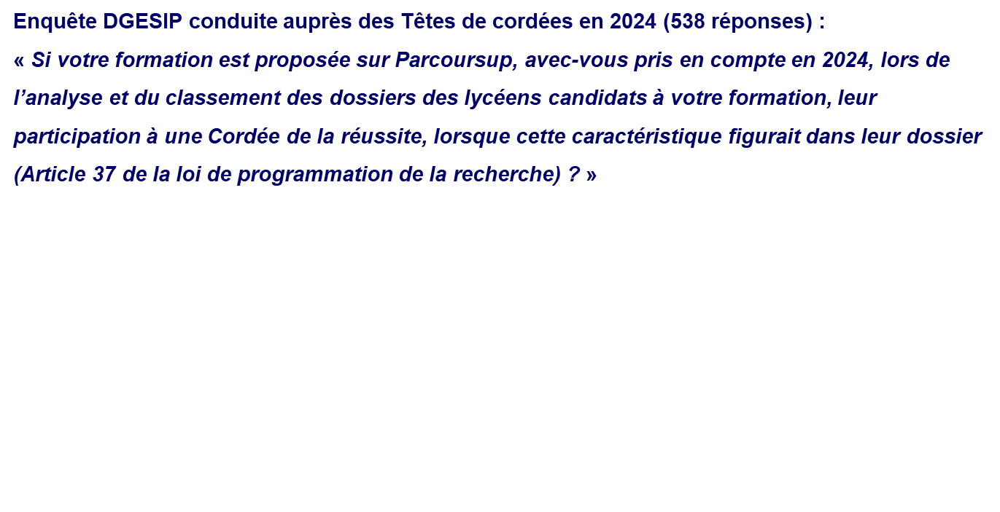 Enquête DGESIP conduite auprès des Têtes de cordées en 2024 (538 réponses) :
« Si votre formation est proposée sur Parcoursup, avec-vous pris en compte en 2024, lors de
l’analyse et du classement des dossiers des lycéens candidats à votre formation, leur
participation à une Cordée de la réussite, lorsque cette caractéristique figurait dans leur dossier
(Article 37 de la loi de programmation de la recherche) ? »